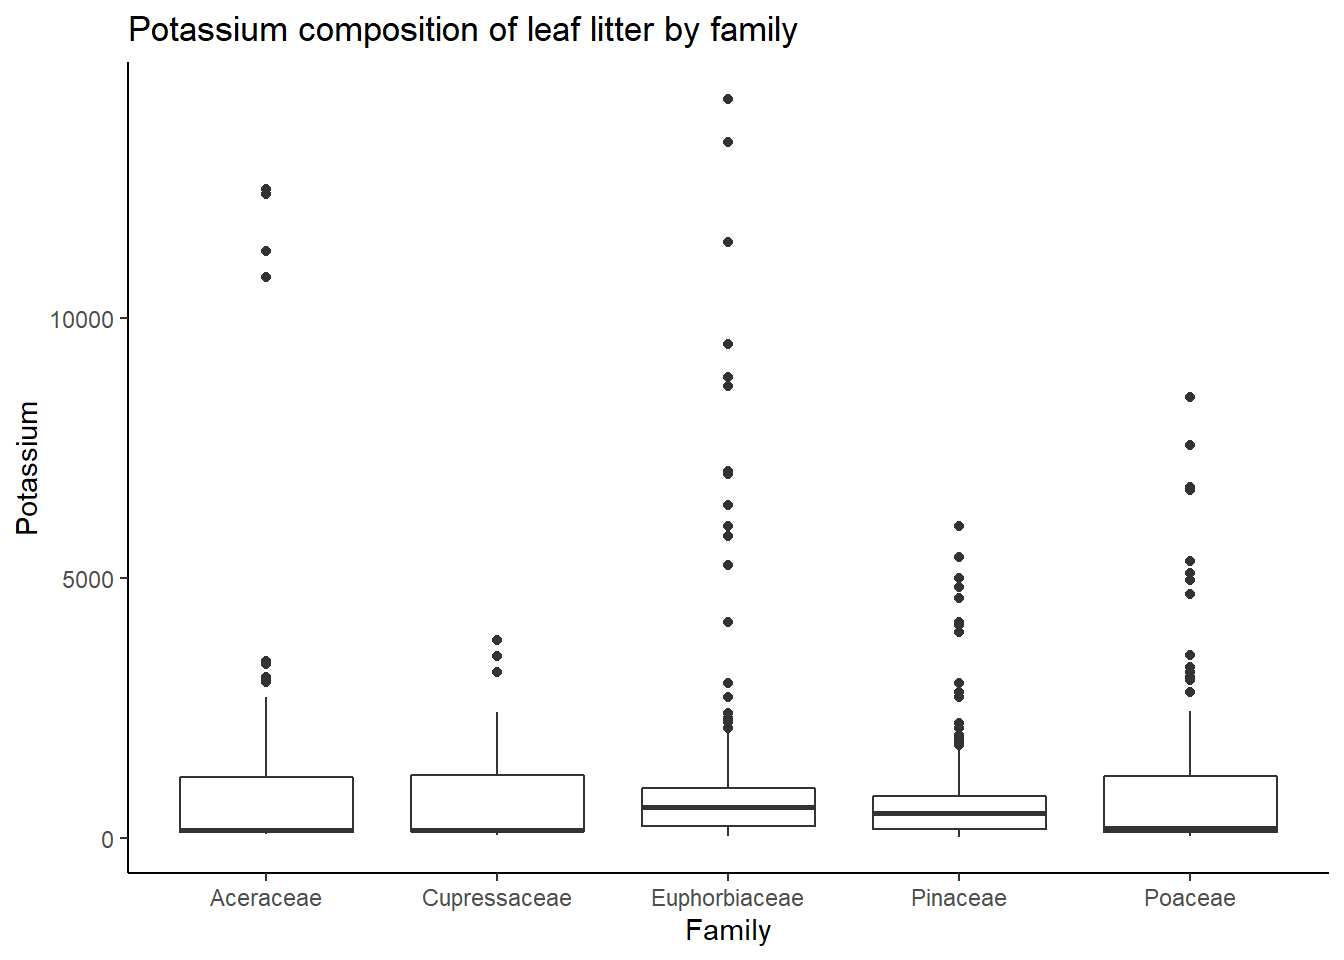 Potassium composition of leaf litter by family
Potassium
10000
5000
0
Aceraceae
Cupressaceae
Euphorbiaceae
Pinaceae
Poaceae
Family